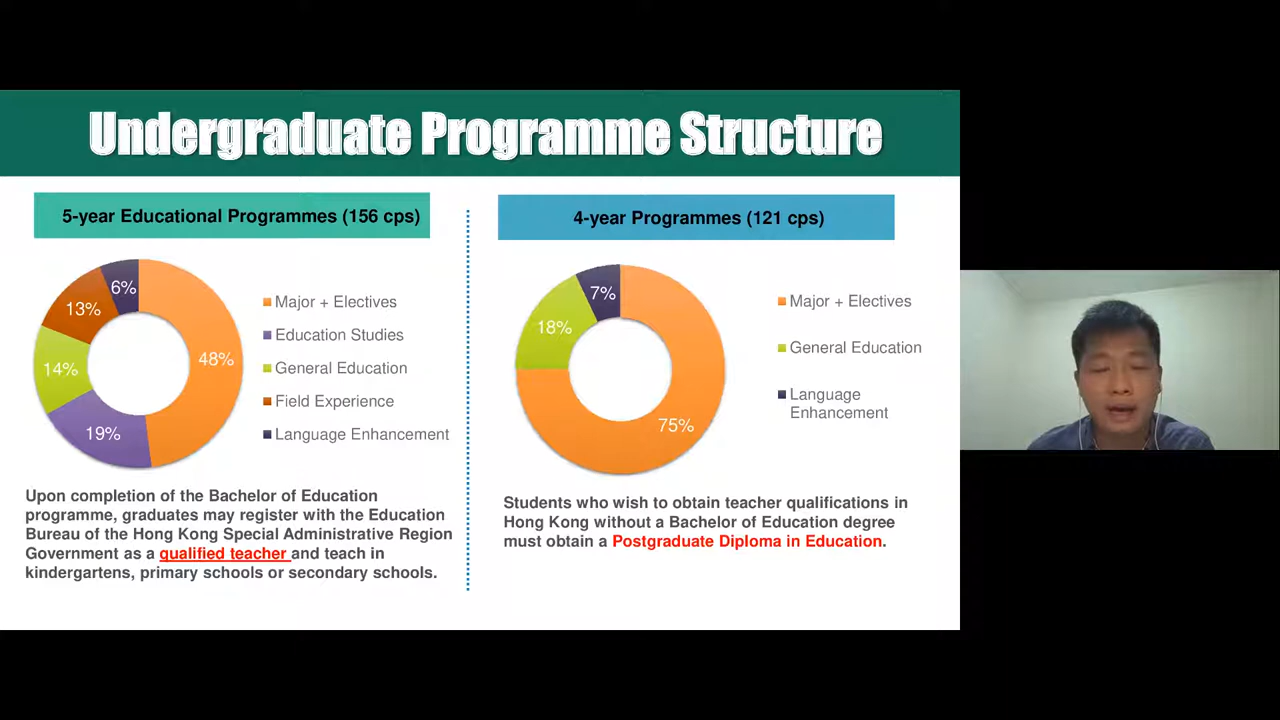 Undergraduate Programme Structure
5-year Educational Programmes (156 cps)
6%
13%
14%
48%
19%
Major + Electives
Education Studies
General Education
Field Experience
Language Enhancement
Upon completion of the Bachelor of Education
programme, graduates may register with the Education
Bureau of the Hong Kong Special Administrative Region
Government as a qualified teacher and teach in
kindergartens, primary schools or secondary schools.
4-year Programmes (121 cps)
7%
18%
75%
Major + Electives
General Education
Language
Enhancement
Students who wish to obtain teacher qualifications in
Hong Kong without a Bachelor of Education degree
must obtain a Postgraduate Diploma in Education.